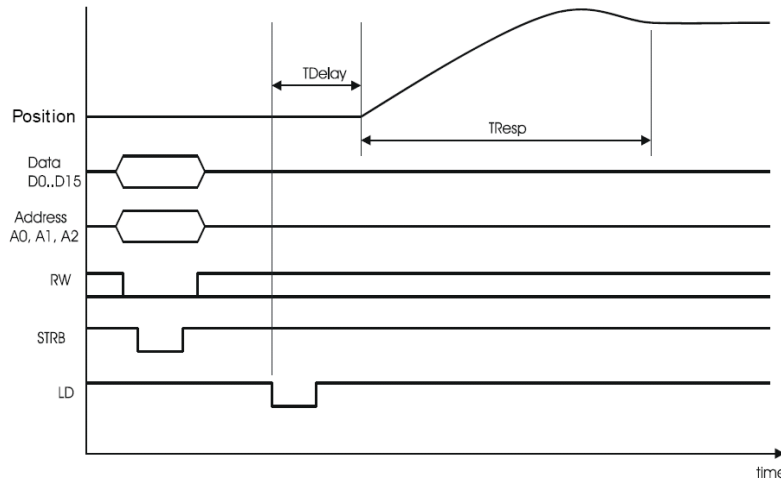 TDelay
Position
TResp
Data
D0..D15
Address
A0, A1, A2
RW
STRB
LD
time